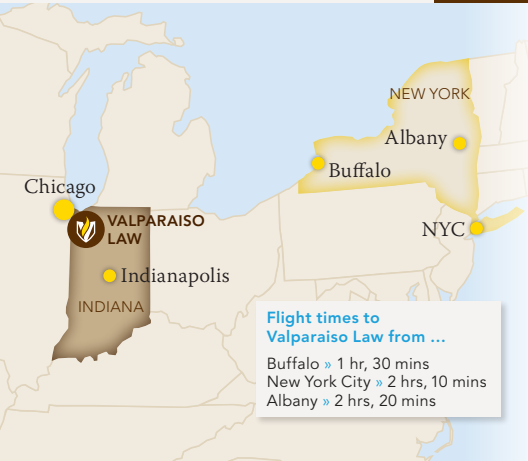 NEW YORK
Albany
Buffalo
Chicago
VALPARAISO
LAW
NYC
Indianapolis
INDIANA
Flight times to
Valparaiso Law from ...
Buffalo » 1 hr, 30 mins
New York City » 2 hrs, 10 mins
Albany » 2 hrs, 20 mins